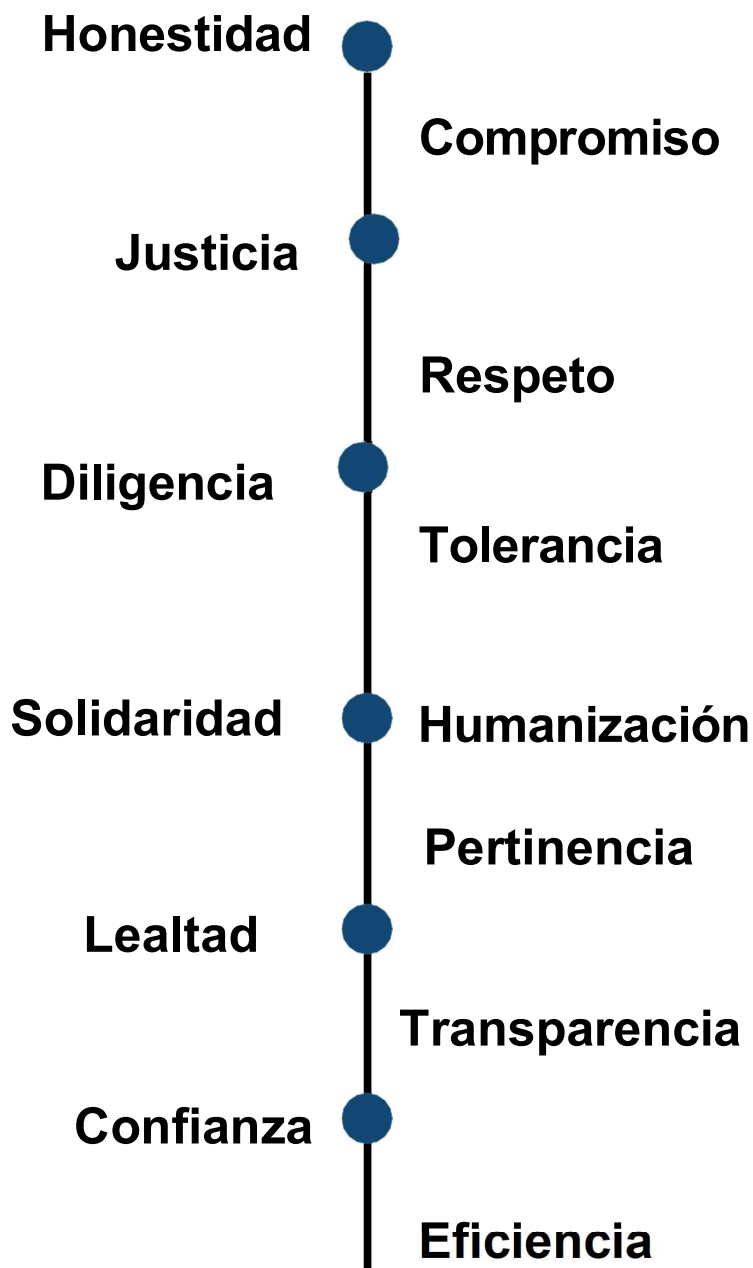 Honestidad
Compromiso
Justicia
Respeto
Diligencia
Tolerancia
Solidaridad
Humanización
Pertinencia
Lealtad
Transparencia
Confianza
Eficiencia